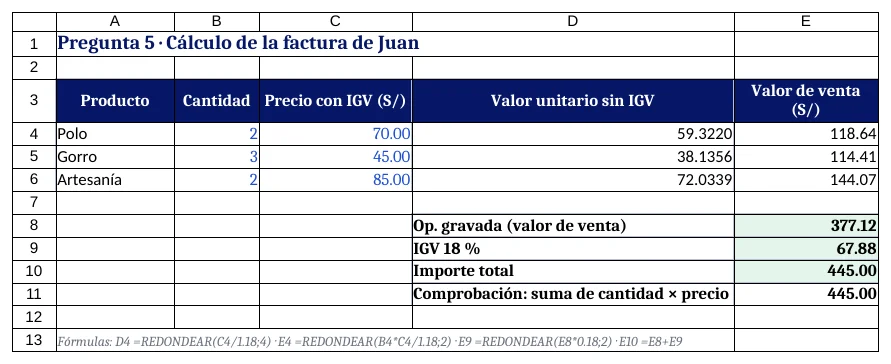 A B C D E
1 Pregunta 5 · Cálculo de la factura de Juan
2
3 Producto Cantidad Precio con IGV (S/) Valor unitario sin IGV Valor de venta (S/)
4 Polo 2 70.00 59.3220 118.64
5 Gorro 3 45.00 38.1356 114.41
6 Artesanía 2 85.00 72.0339 144.07
7
8 Op. gravada (valor de venta) 377.12
9 IGV 18 % 67.88
10 Importe total 445.00
11 Comprobación: suma de cantidad × precio 445.00
12
13 Fórmulas: D4 =REDONDEAR(C4/1.18;4) · E4 =REDONDEAR(B4*C4/1.18;2) · E9 =REDONDEAR(E8*0.18;2) · E10 =E8+E9